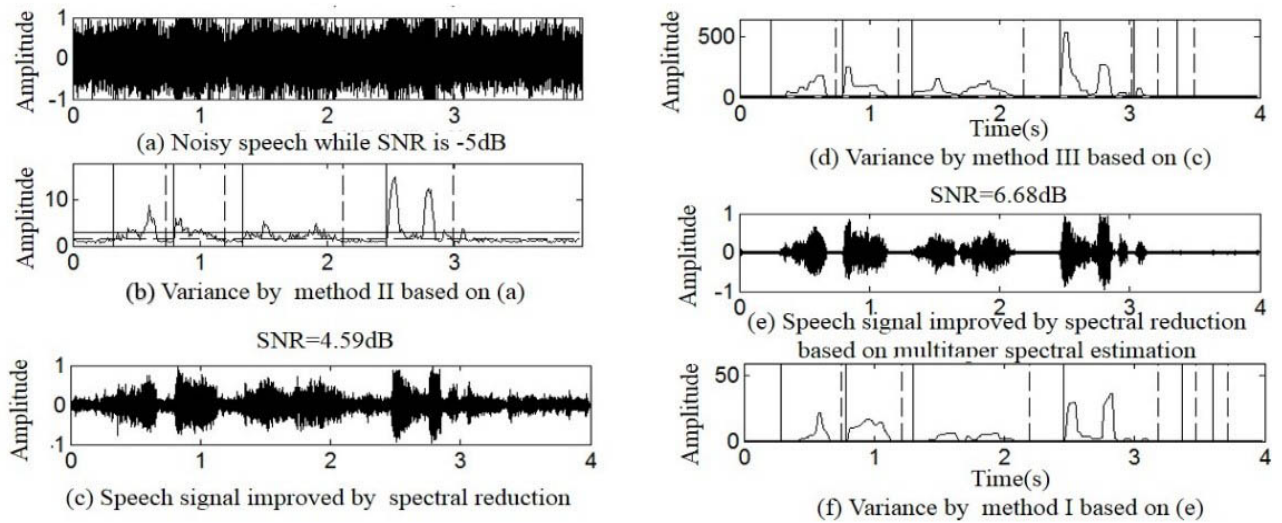 Amplitude
1
0
-1
0
1
2
3
(a) Noisy speech while SNR is -5dB
Amplitude
10
0
0
1
2
3
(b) Variance by method II based on (a)
SNR=4.59dB
Amplitude
1
0
-1
0
1
2
3
4
(c) Speech signal improved by spectral reduction
Amplitude
500
0
0
1
2
3
4
Time(s)
(d) Variance by method III based on (c)
SNR=6.68dB
Amplitude
1
0
-1
0
1
2
3
4
(e) Speech signal improved by spectral reduction
based on multitaper spectral estimation
Amplitude
50
0
0
1
2
3
4
Time(s)
(f) Variance by method I based on (e)